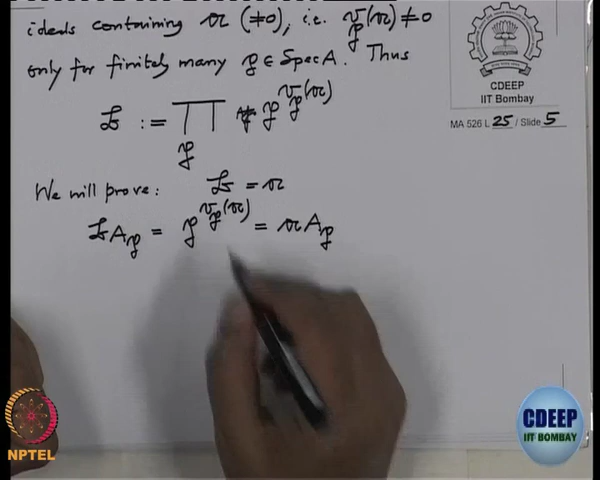 ideals containing 𝔞 (≠0), i.e. v_𝔭(𝔞) ≠ 0
only for finitely many 𝔭 ∈ Spec A. Thus
𝔟 := ∏_𝔭 𝔭^{v_𝔭(𝔞)}
We will prove: 𝔟 = 𝔞
𝔟A_𝔭 = 𝔭^{v_𝔭(𝔞)} = 𝔞A_𝔭
CDEEP
IIT Bombay
MA 526 L 25 / Slide 5
NPTEL
CDEEP
IIT BOMBAY